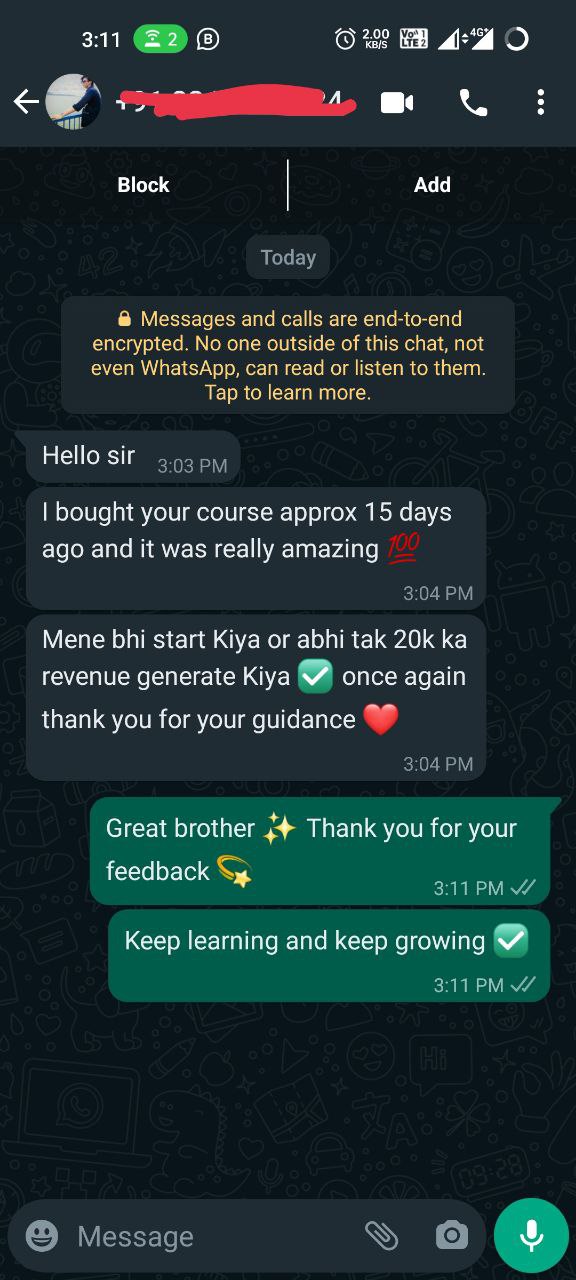 3:11 2 B 2.00 KB/S Vo 1 LTE 2 4G+
Block Add
Today
Messages and calls are end-to-end
encrypted. No one outside of this chat, not
even WhatsApp, can read or listen to them.
Tap to learn more.
Hello sir 3:03 PM
I bought your course approx 15 days
ago and it was really amazing 💯
3:04 PM
Mene bhi start Kiya or abhi tak 20k ka
revenue generate Kiya ✅ once again
thank you for your guidance ❤️
3:04 PM
Great brother ✨ Thank you for your
feedback 💫
3:11 PM
Keep learning and keep growing ✅
3:11 PM
Message